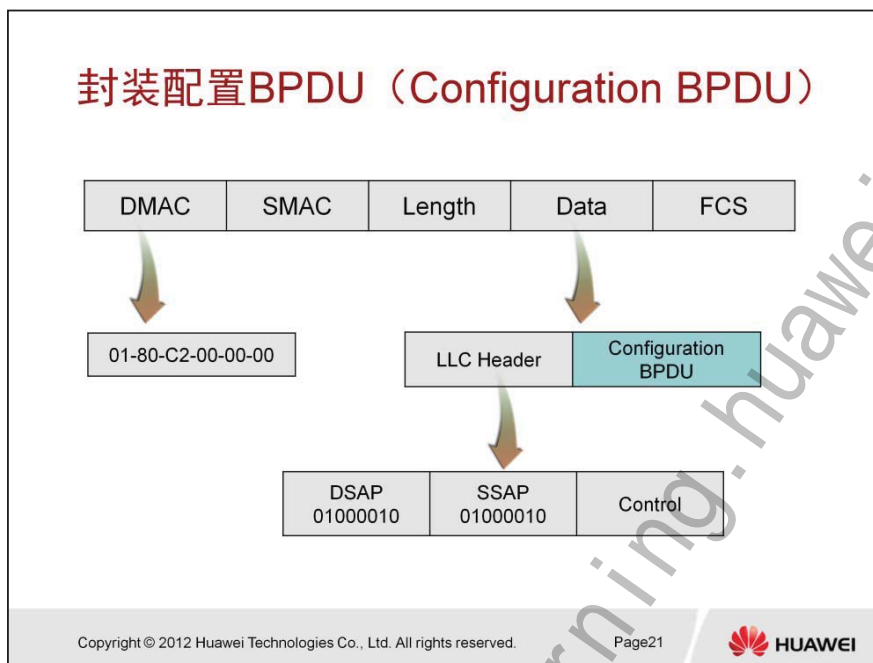 封装配置BPDU（Configuration BPDU）
DMAC
SMAC
Length
Data
FCS
01-80-C2-00-00-00
LLC Header
Configuration
BPDU
DSAP
01000010
SSAP
01000010
Control
Copyright © 2012 Huawei Technologies Co., Ltd. All rights reserved.
Page21
HUAWEI
rning.huawei.